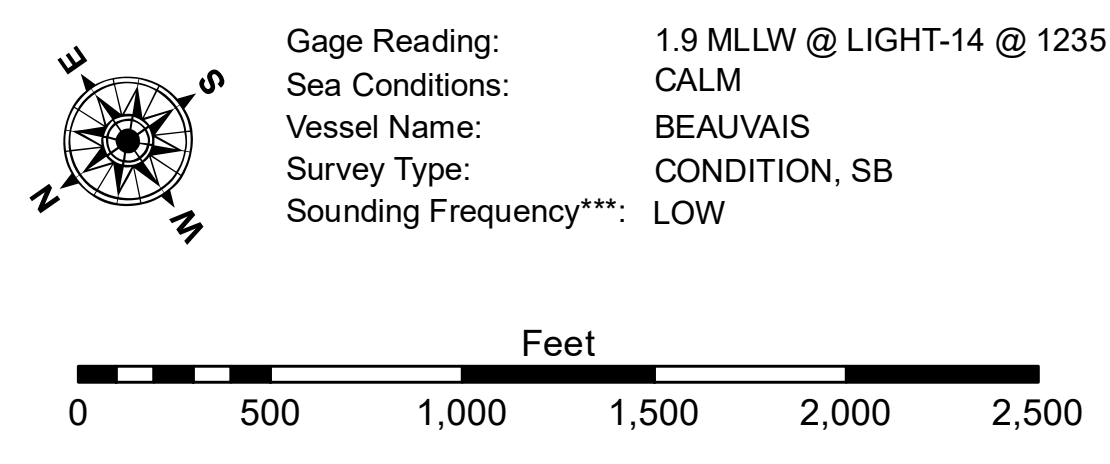 E
S
N
W
Gage Reading: 1.9 MLLW @ LIGHT-14 @ 1235
Sea Conditions: CALM
Vessel Name: BEAUVAIS
Survey Type: CONDITION, SB
Sounding Frequency***: LOW
Feet
0 500 1,000 1,500 2,000 2,500